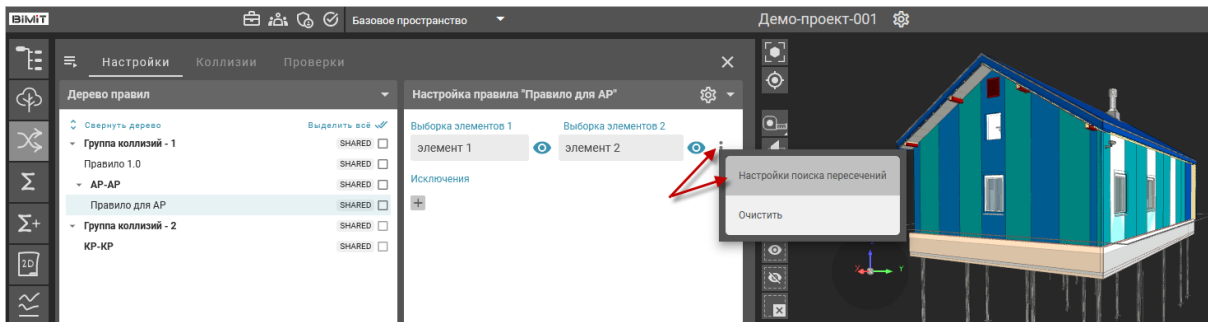 BIMIT
Базовое пространство
Демо-проект-001
Настройки Коллизии Проверки
Дерево правил
Настройка правила "Правило для АР"
Свернуть дерево Выделить всё
Выборка элементов 1 Выборка элементов 2
Группа коллизий - 1 SHARED
элемент 1 элемент 2
Правило 1.0 SHARED
Настройки поиска пересечений
Исключения
АР-АР SHARED
Правило для АР SHARED
Очистить
Группа коллизий - 2 SHARED
КР-КР SHARED
Σ
Σ+
2D
X Y